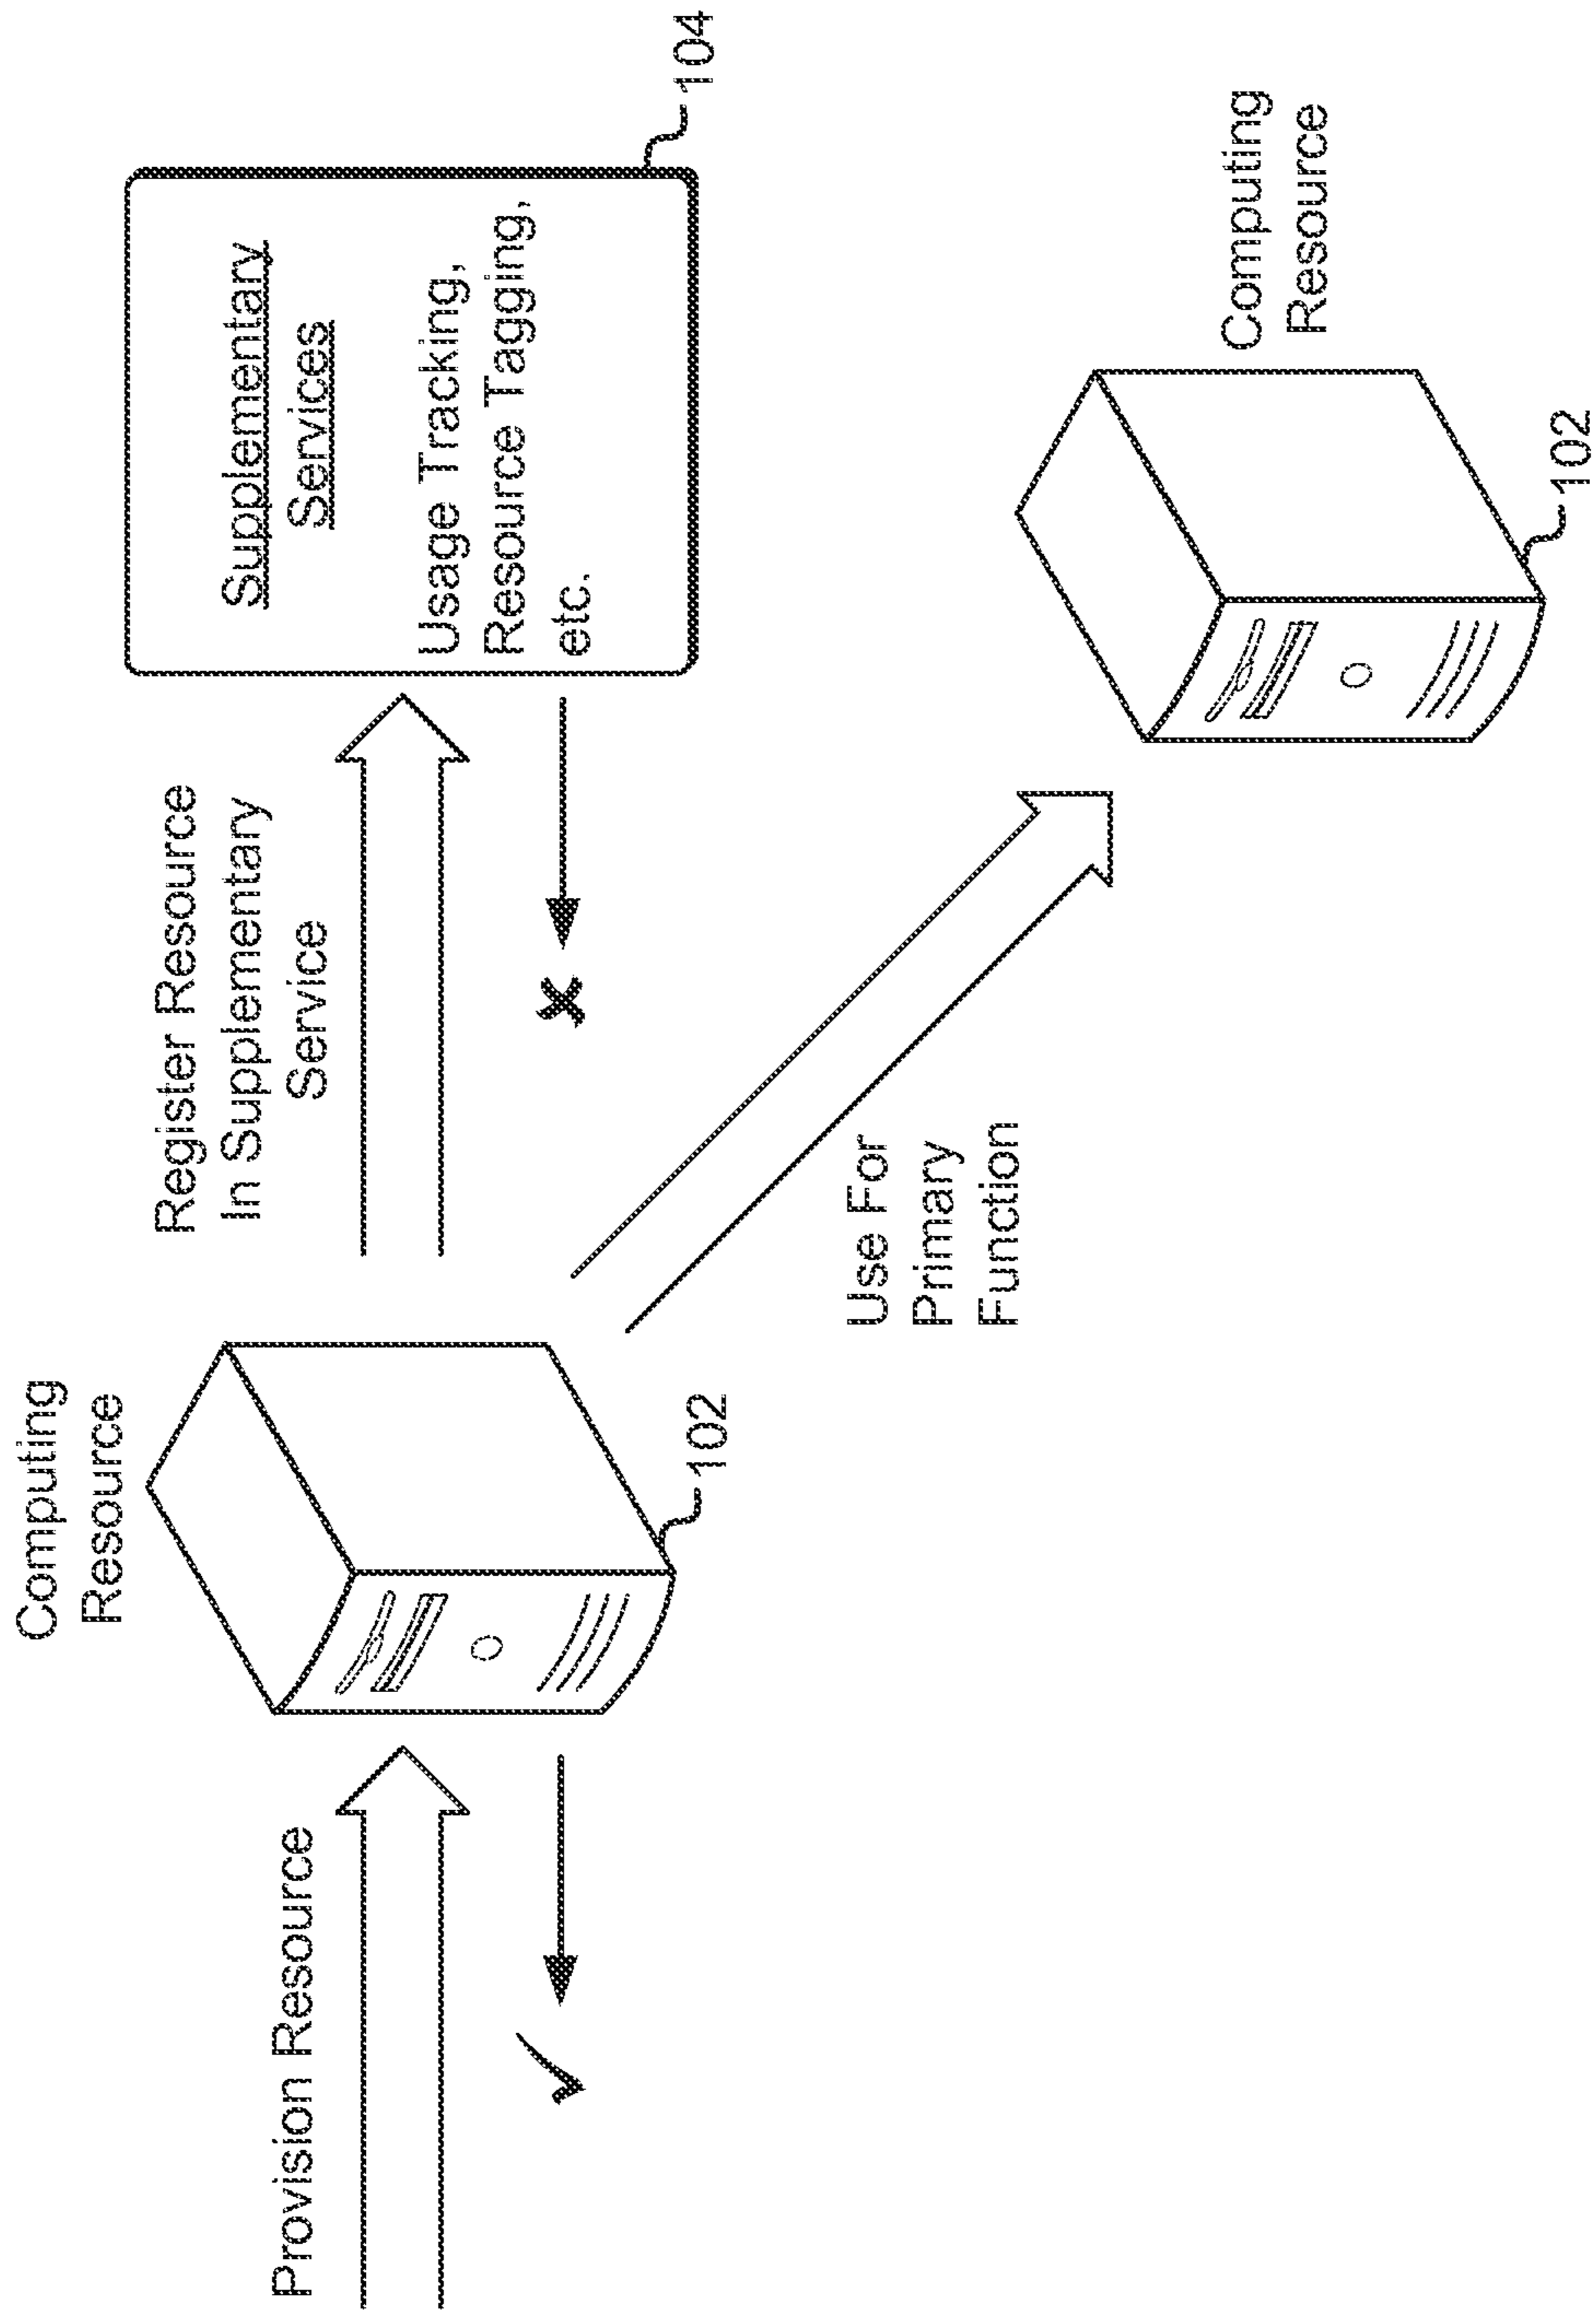 Provision Resource
Computing
Resource
102
Register Resource
In Supplementary
Service
Supplementary
Services
Usage Tracking,
Resource Tagging,
etc.
104
Use For
Primary
Function
Computing
Resource
102